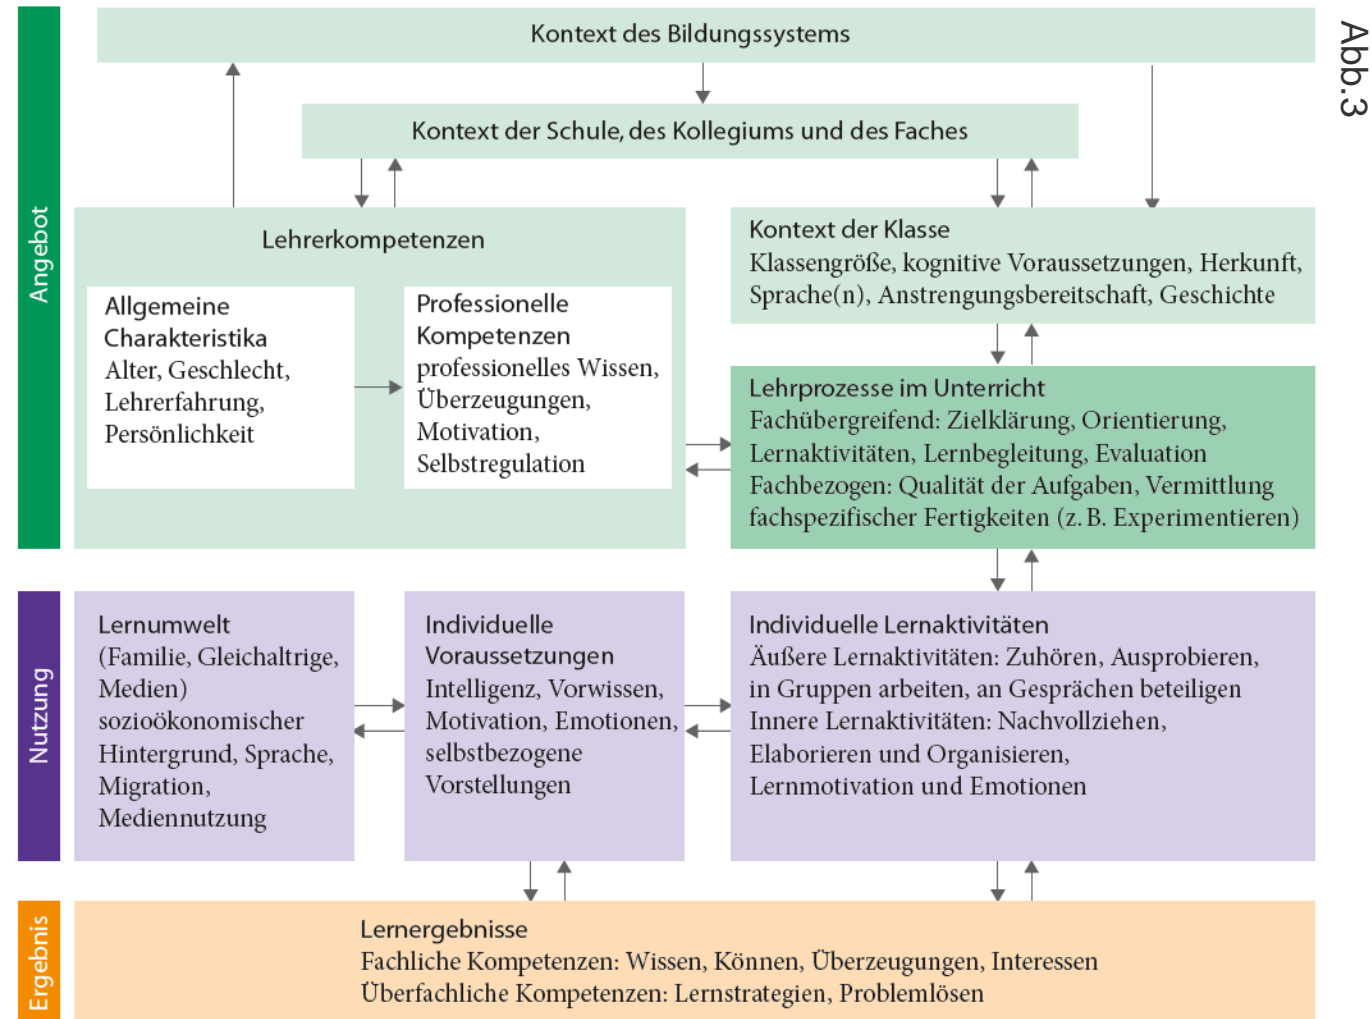 Abb.3
Angebot
Kontext des Bildungssystems
Kontext der Schule, des Kollegiums und des Faches
Lehrerkompetenzen
Allgemeine
Charakteristika
Alter, Geschlecht,
Lehrerfahrung,
Persönlichkeit
Professionelle
Kompetenzen
professionelles Wissen,
Überzeugungen,
Motivation,
Selbstregulation
Kontext der Klasse
Klassengröße, kognitive Voraussetzungen, Herkunft,
Sprache(n), Anstrengungsbereitschaft, Geschichte
Lehrprozesse im Unterricht
Fachübergreifend: Zielklärung, Orientierung,
Lernaktivitäten, Lernbegleitung, Evaluation
Fachbezogen: Qualität der Aufgaben, Vermittlung
fachspezifischer Fertigkeiten (z. B. Experimentieren)
Nutzung
Lernumwelt
(Familie, Gleichaltrige,
Medien)
sozioökonomischer
Hintergrund, Sprache,
Migration,
Mediennutzung
Individuelle
Voraussetzungen
Intelligenz, Vorwissen,
Motivation, Emotionen,
selbstbezogene
Vorstellungen
Individuelle Lernaktivitäten
Äußere Lernaktivitäten: Zuhören, Ausprobieren,
in Gruppen arbeiten, an Gesprächen beteiligen
Innere Lernaktivitäten: Nachvollziehen,
Elaborieren und Organisieren,
Lernmotivation und Emotionen
Ergebnis
Lernergebnisse
Fachliche Kompetenzen: Wissen, Können, Überzeugungen, Interessen
Überfachliche Kompetenzen: Lernstrategien, Problemlösen